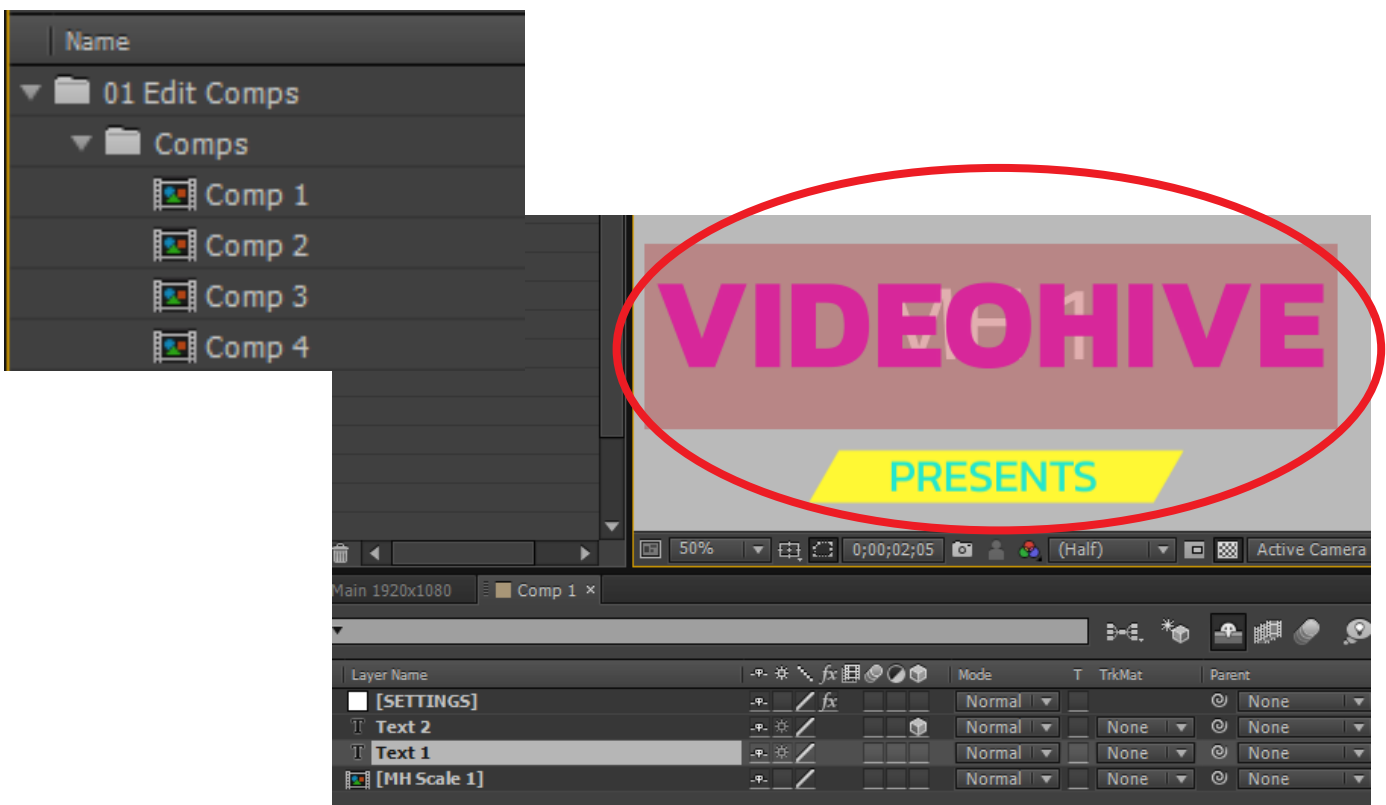 Name
01 Edit Comps
Comps
Comp 1
Comp 2
Comp 3
Comp 4
VIDEOHIVE
PRESENTS
50% 0;00;02;05 (Half) Active Camera
Main 1920x1080 Comp 1 ×
Layer Name fx Mode T TrkMat Parent
[SETTINGS] fx Normal None
T Text 2 Normal None None
T Text 1 Normal None None
[MH Scale 1] Normal None None